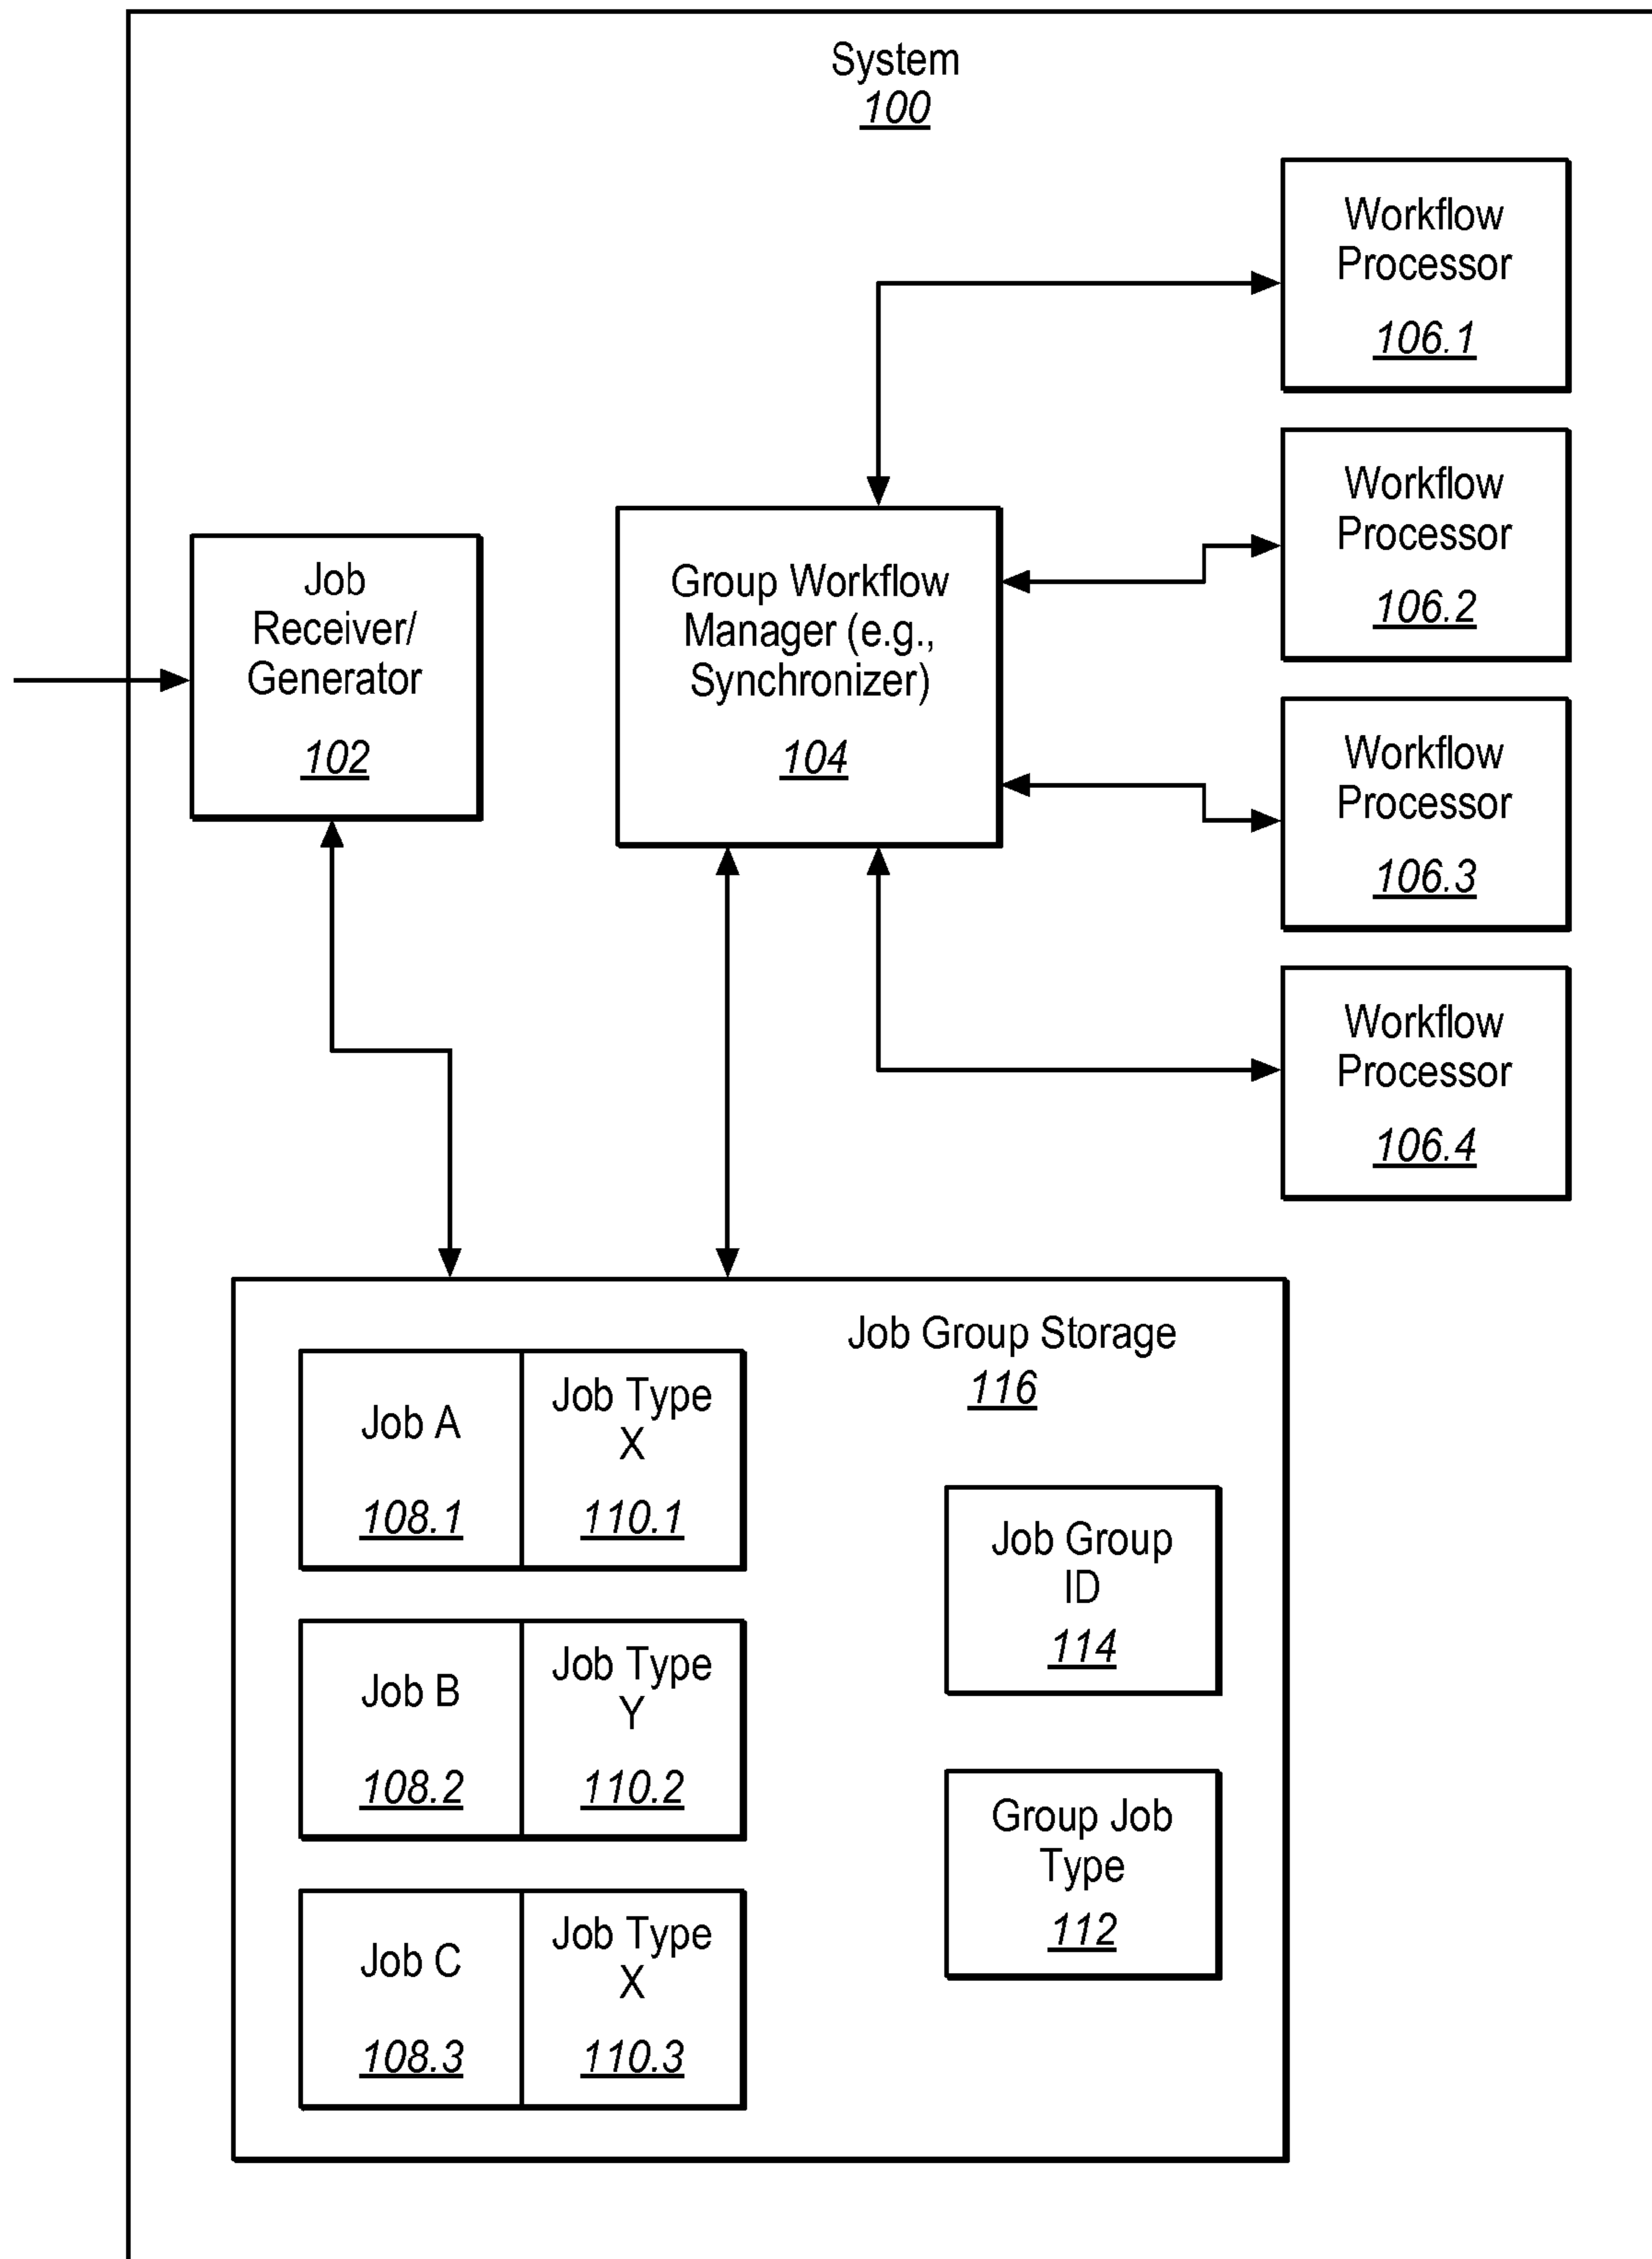 System
100
Workflow
Processor
106.1
Workflow
Processor
106.2
Job
Receiver/
Generator
102
Group Workflow
Manager (e.g.,
Synchronizer)
104
Workflow
Processor
106.3
Workflow
Processor
106.4
Job Group Storage
116
Job A
108.1
Job Type
X
110.1
Job B
108.2
Job Type
Y
110.2
Job C
108.3
Job Type
X
110.3
Job Group
ID
114
Group Job
Type
112